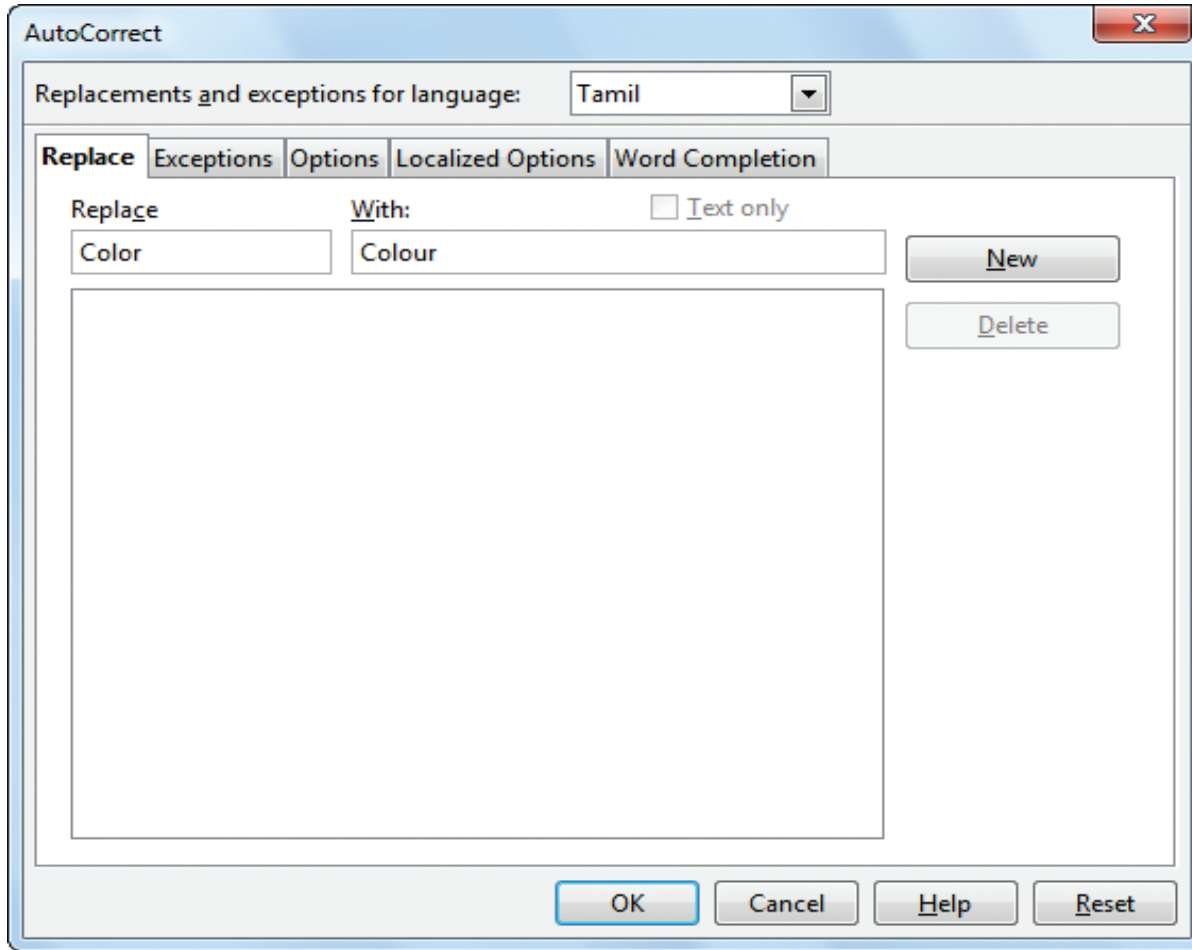 AutoCorrect
Replacements and exceptions for language: Tamil
Replace Exceptions Options Localized Options Word Completion
Replace With: Text only
Color Colour New
Delete
OK Cancel Help Reset